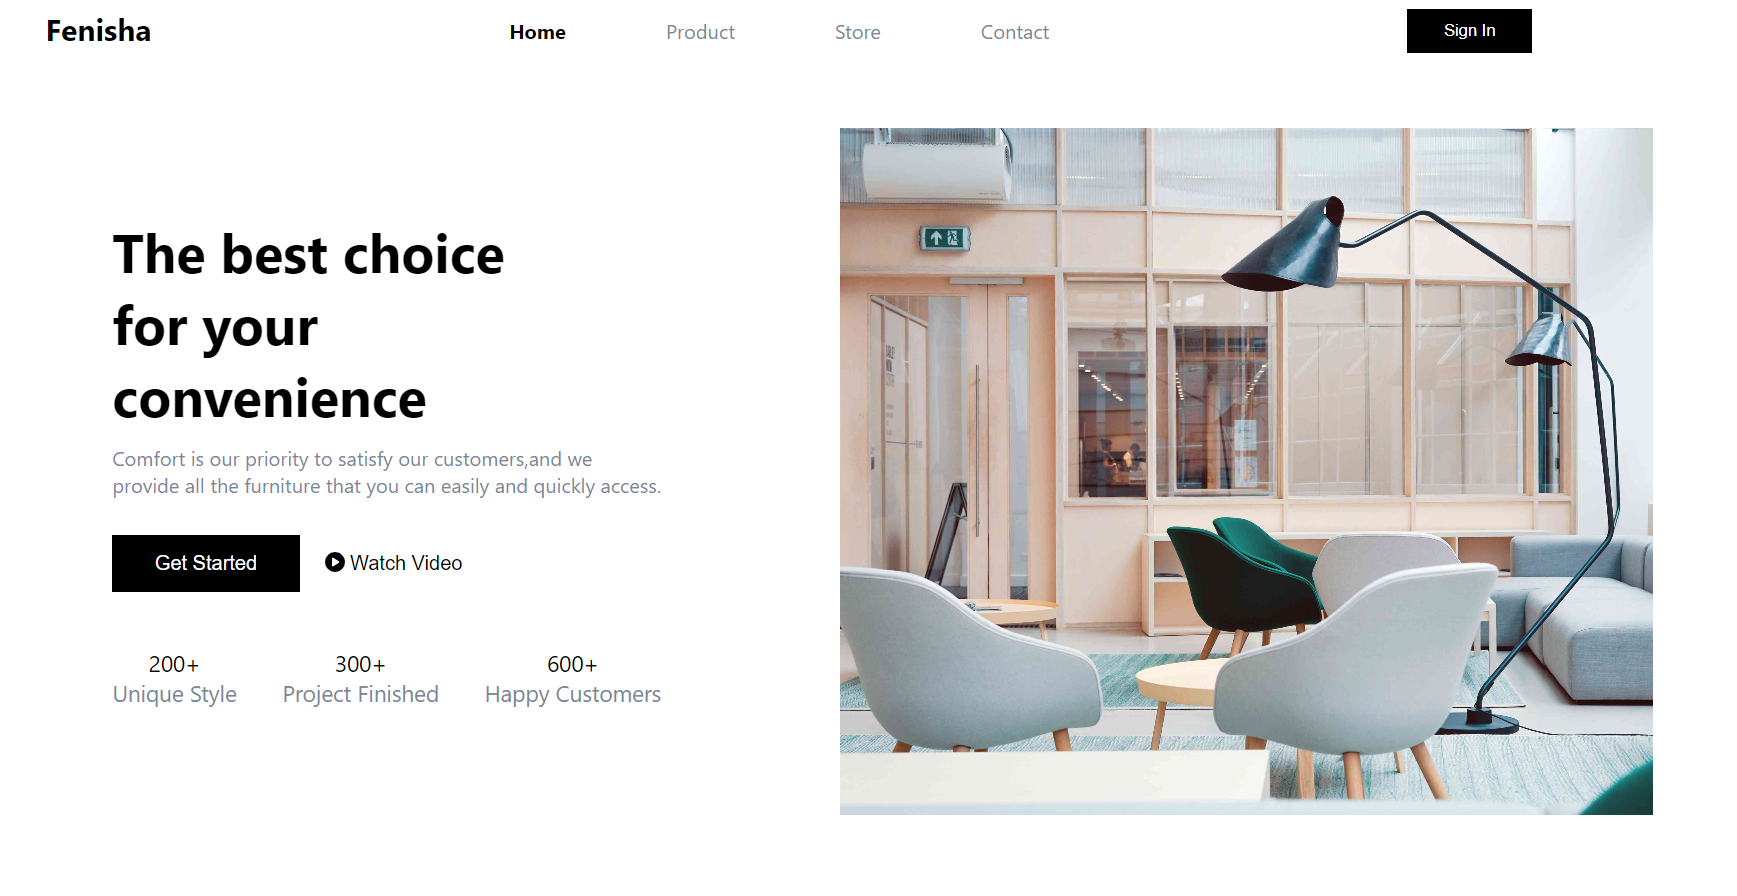 Fenisha
Home
Product
Store
Contact
Sign In
The best choice
for your
convenience
Comfort is our priority to satisfy our customers,and we
provide all the furniture that you can easily and quickly access.
Get Started
Watch Video
200+
Unique Style
300+
Project Finished
600+
Happy Customers